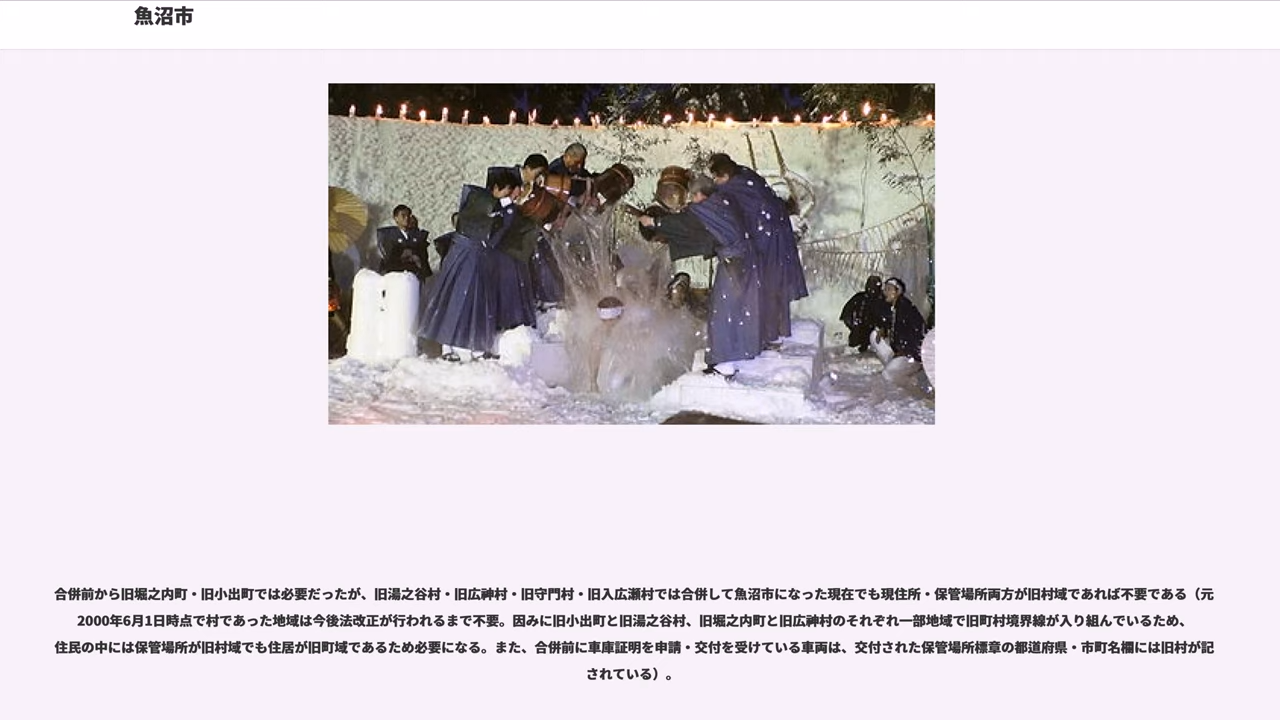 魚沼市
合併前から旧堀之内町・旧小出町では必要だったが、旧湯之谷村・旧広神村・旧守門村・旧入広瀬村では合併して魚沼市になった現在でも現住所・保管場所両方が旧村域であれば不要である（元
2000年6月1日時点で村であった地域は今後法改正が行われるまで不要。因みに旧小出町と旧湯之谷村、旧堀之内町と旧広神村のそれぞれ一部地域で旧町村境界線が入り組んでいるため、
住民の中には保管場所が旧村域でも住居が旧町域であるため必要になる。また、合併前に車庫証明を申請・交付を受けている車両は、交付された保管場所標章の都道府県・市町名欄には旧村が記
されている）。